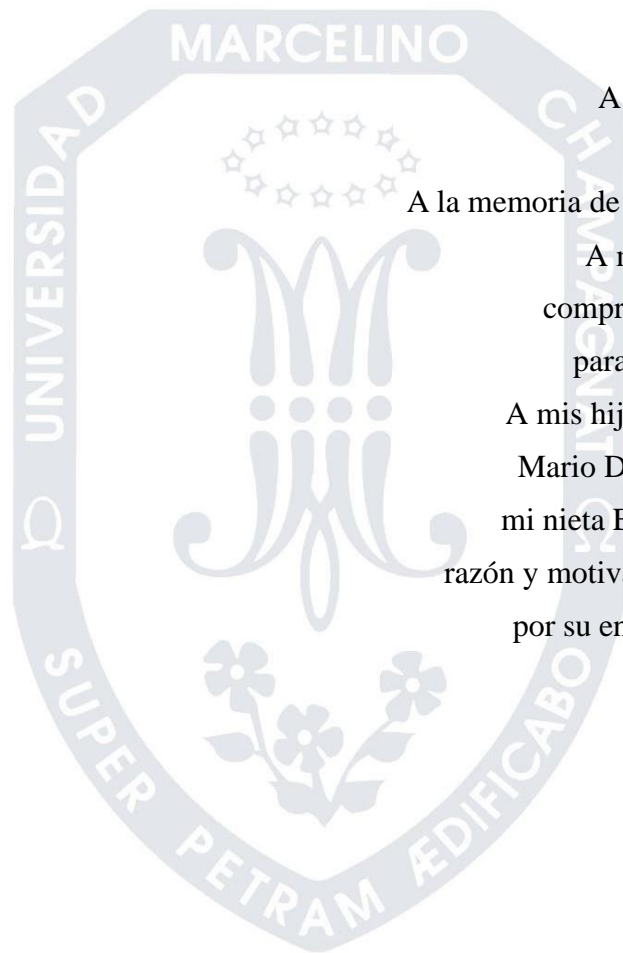 UNIVERSIDAD
MARCELINO
CHAMPAGNAT
SUPER PETRAM ÆDIFICABO
A
A la memoria de
A
compr
para
A mis hij
Mario D
mi nieta
razón y motiva
por su en